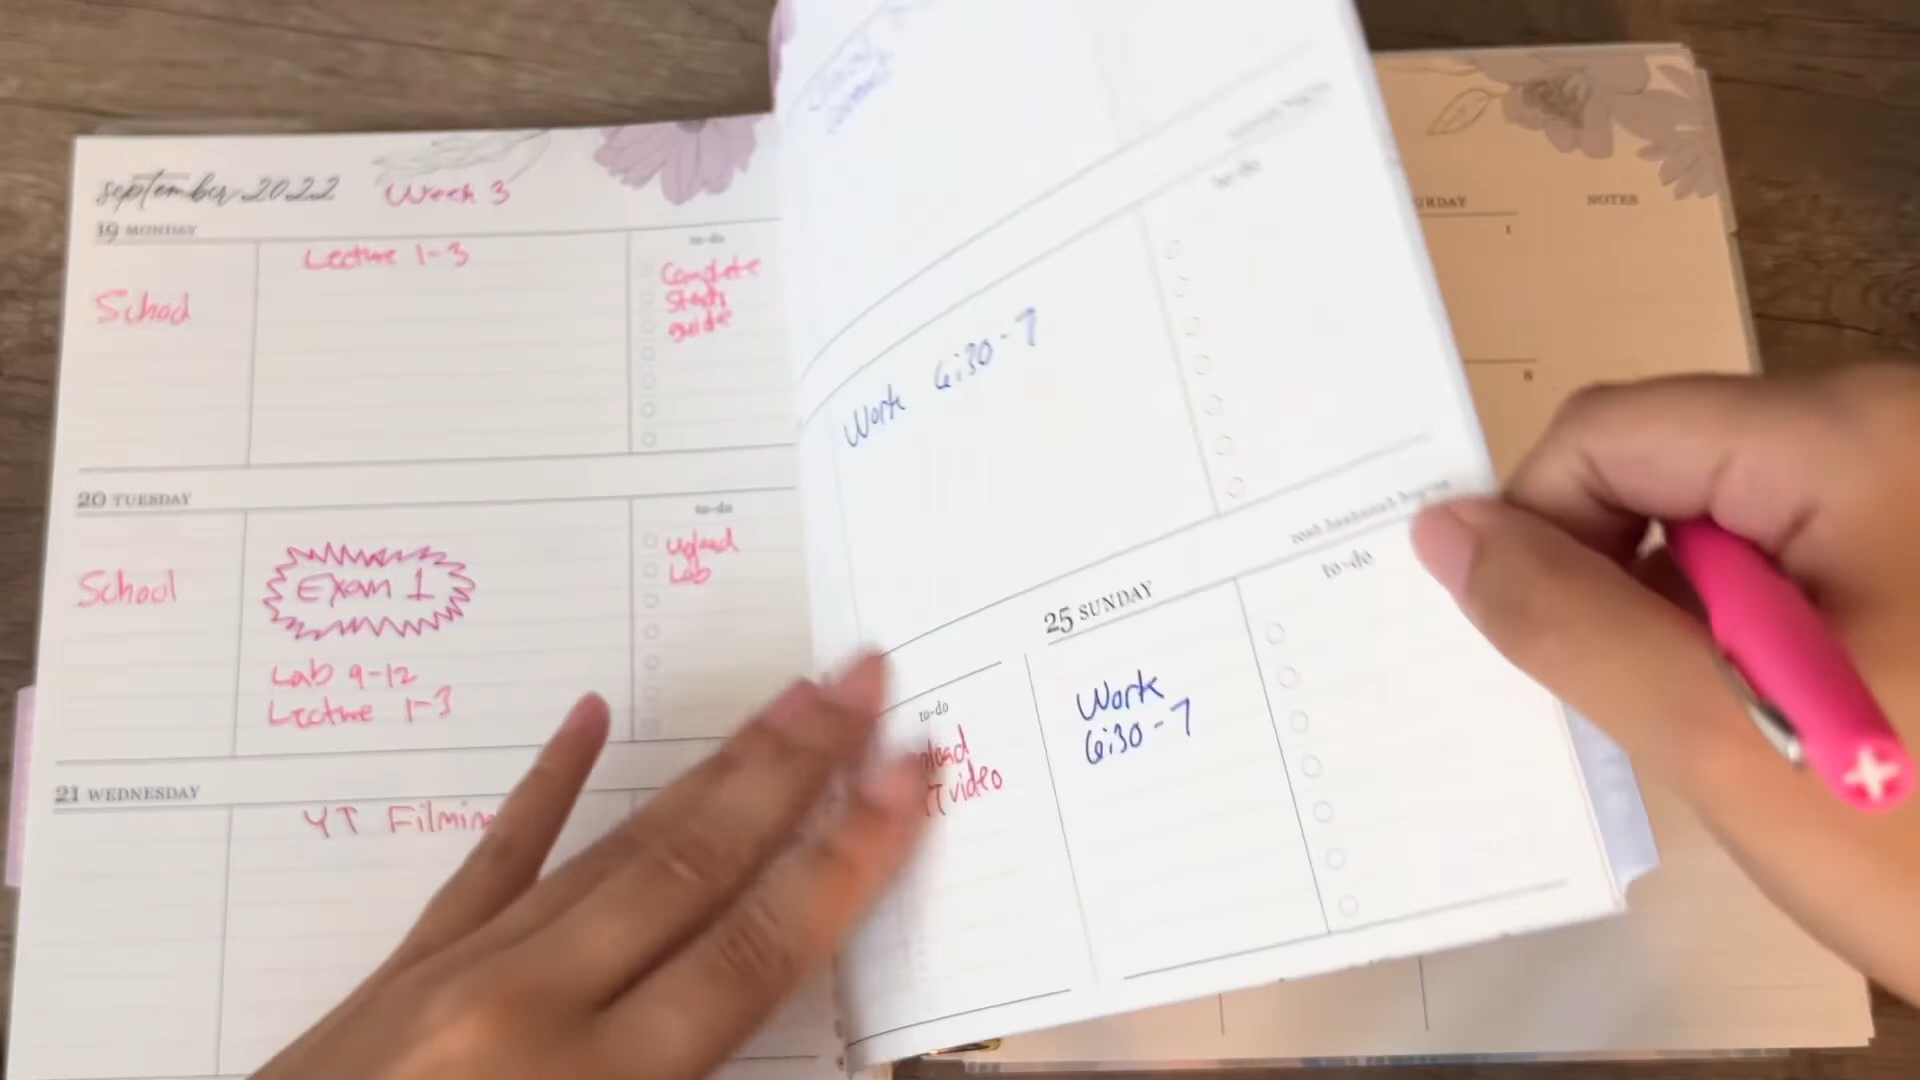 september 2022 Week 3
19 MONDAY
to-do
Lecture 1-3
School
Complete
Study
guide
20 TUESDAY
to-do
School
Exam 1
Upload
Lab
Lab 9-12
Lecture 1-3
21 WEDNESDAY
YT Filming
to-do
Work 6:30-7
to-do
video
25 SUNDAY
to-do
Work
6:30-7
NOTES
1
8